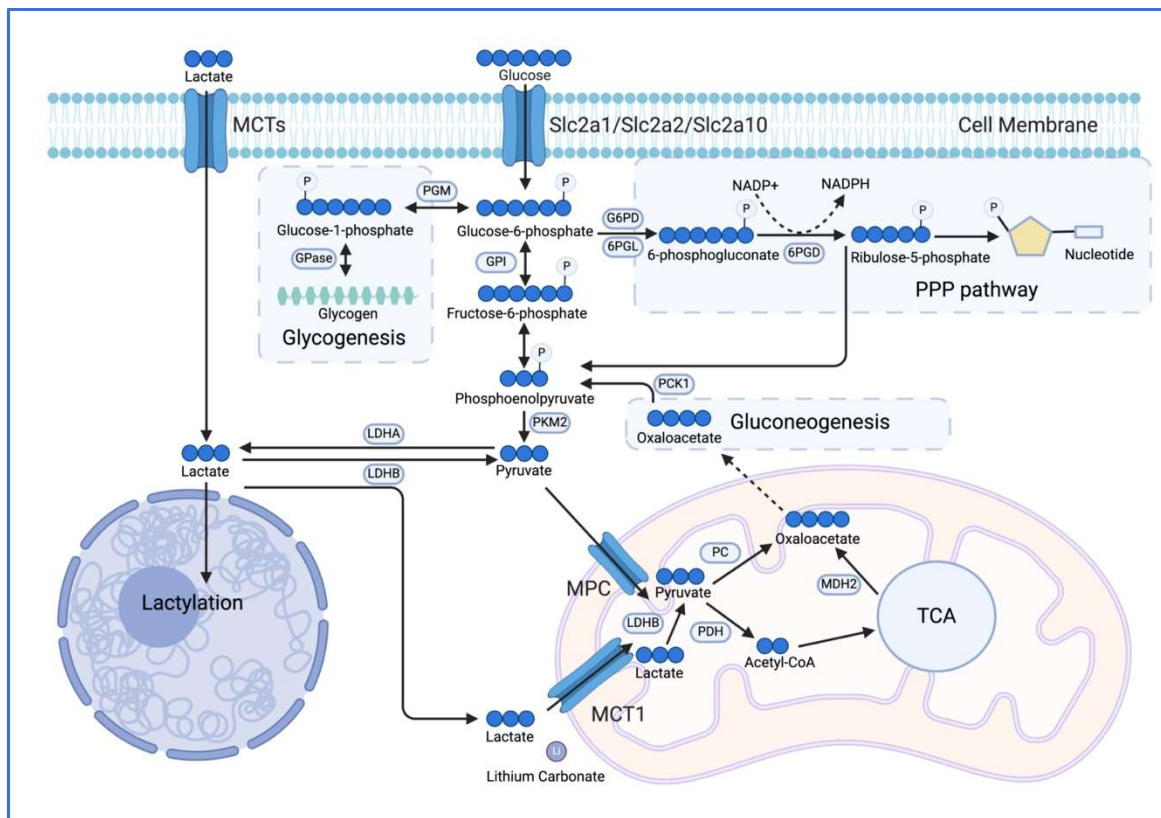 Lactate
Glucose
MCTs
Slc2a1/Slc2a2/Slc2a10
Cell Membrane
P
Glucose-1-phosphate
PGM
P
Glucose-6-phosphate
GPase
Glycogen
Glycogenesis
GPI
P
Fructose-6-phosphate
G6PD
6PGL
P
6-phosphogluconate
NADP+
NADPH
6PGD
P
Ribulose-5-phosphate
P
Nucleotide
PPP pathway
P
Phosphoenolpyruvate
PCK1
Oxaloacetate
Gluconeogenesis
PKM2
LDHA
Lactate
LDHB
Pyruvate
Lactylation
MPC
Pyruvate
PC
Oxaloacetate
MDH2
TCA
LDHB
PDH
Lactate
Acetyl-CoA
MCT1
Lactate
Li
Lithium Carbonate